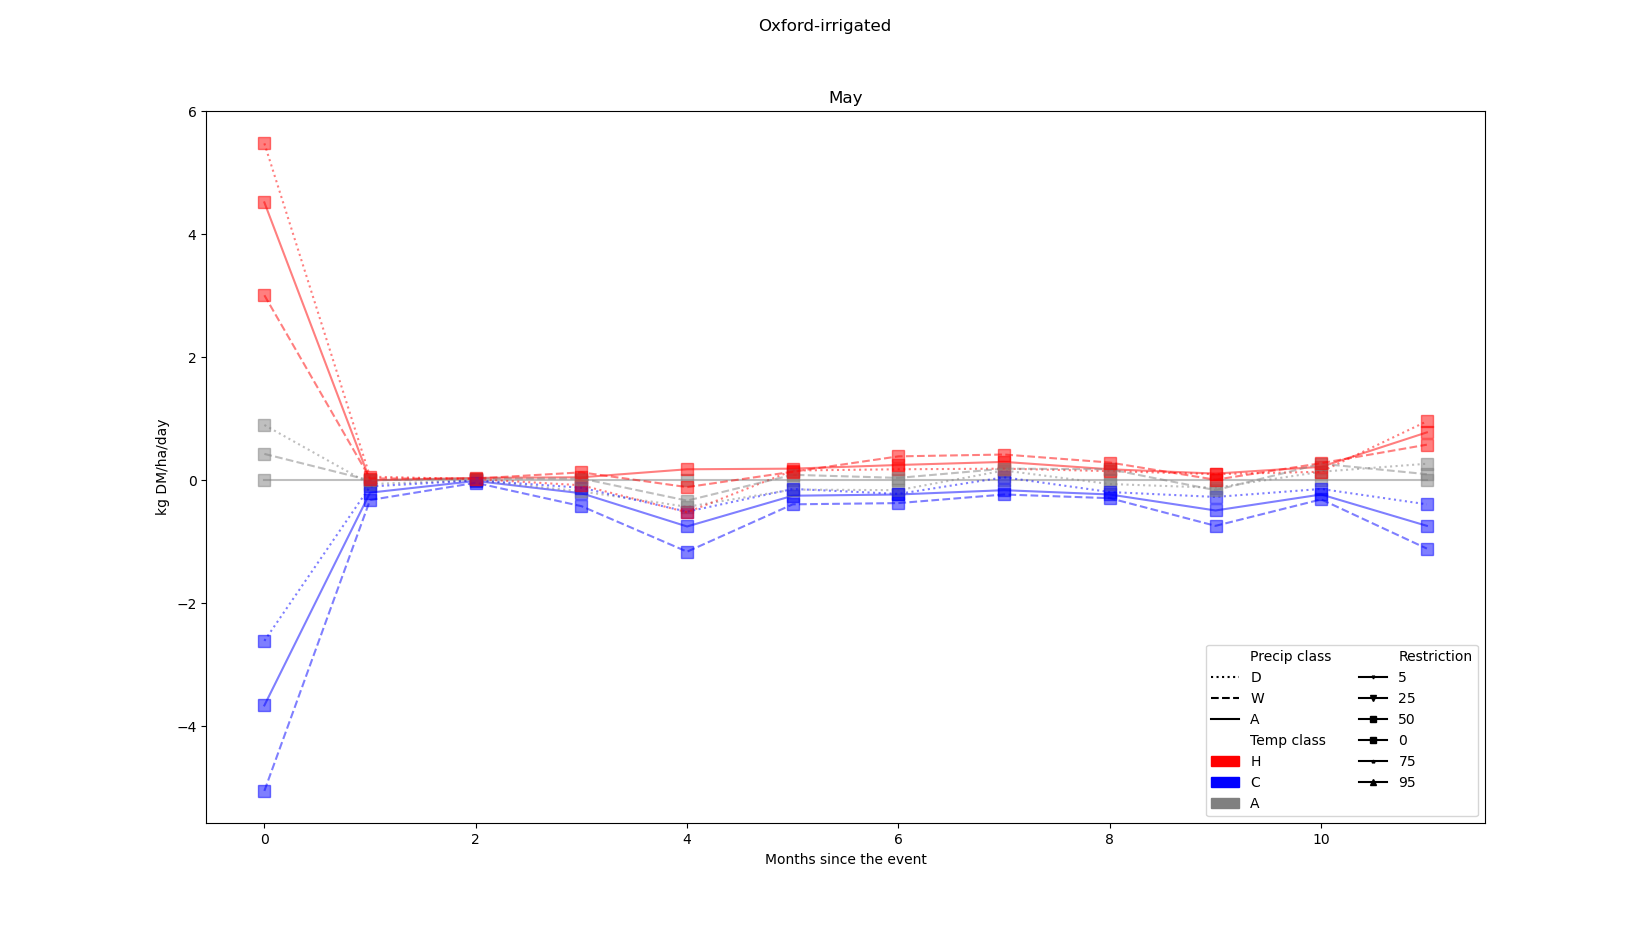 Oxford-irrigated
May
6
4
2
0
−2
−4
kg DM/ha/day
0 2 4 6 8 10
Months since the event
Precip class
D
W
A
Temp class
H
C
A
Restriction
5
25
50
0
75
95